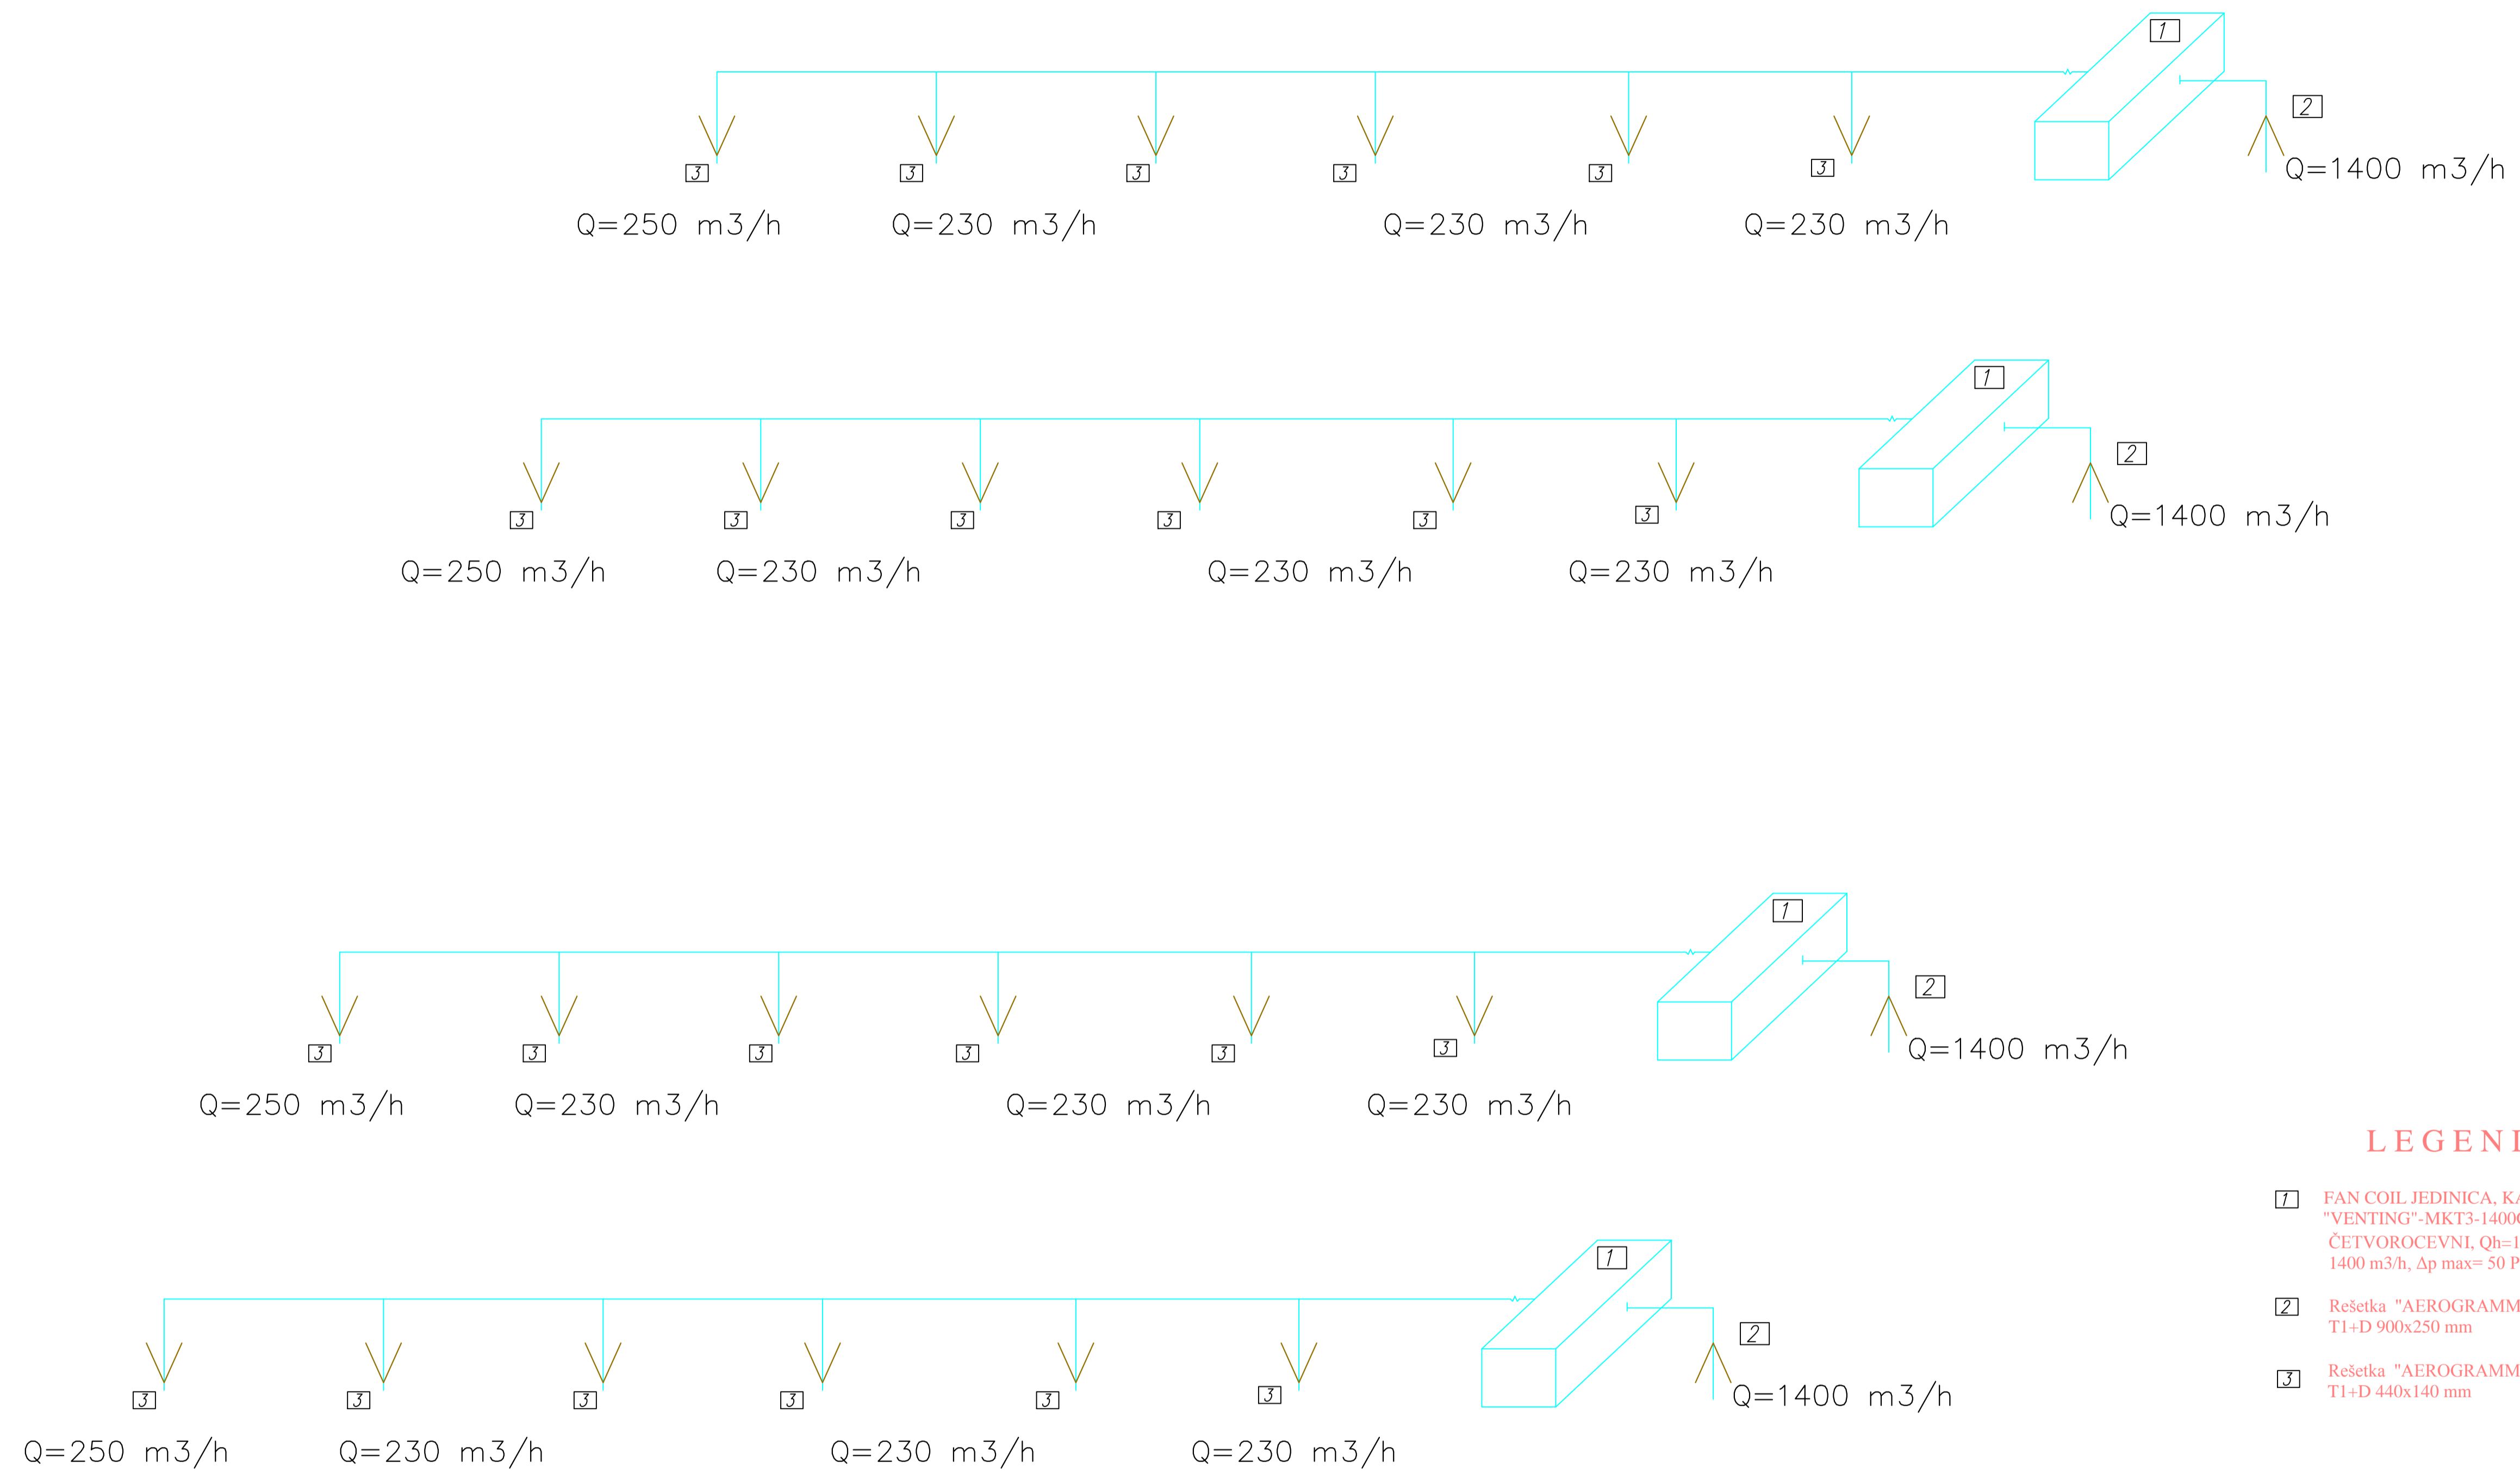 1
2
Q=1400 m3/h
3 3 3 3 3 3
Q=250 m3/h Q=230 m3/h Q=230 m3/h Q=230 m3/h
1
2
Q=1400 m3/h
3 3 3 3 3 3
Q=250 m3/h Q=230 m3/h Q=230 m3/h Q=230 m3/h
1
2
Q=1400 m3/h
3 3 3 3 3 3
Q=250 m3/h Q=230 m3/h Q=230 m3/h Q=230 m3/h
1
2
Q=1400 m3/h
3 3 3 3 3 3
Q=250 m3/h Q=230 m3/h Q=230 m3/h Q=230 m3/h
L E G E N
1 FAN COIL JEDINICA,
"VENTING"-MKT3-1400
ČETVOROCEVNI, Qh=1
1400 m3/h, Δp max= 50
2 Rešetka "AEROGRAMM
T1+D 900x250 mm
3 Rešetka "AEROGRAMM
T1+D 440x140 mm